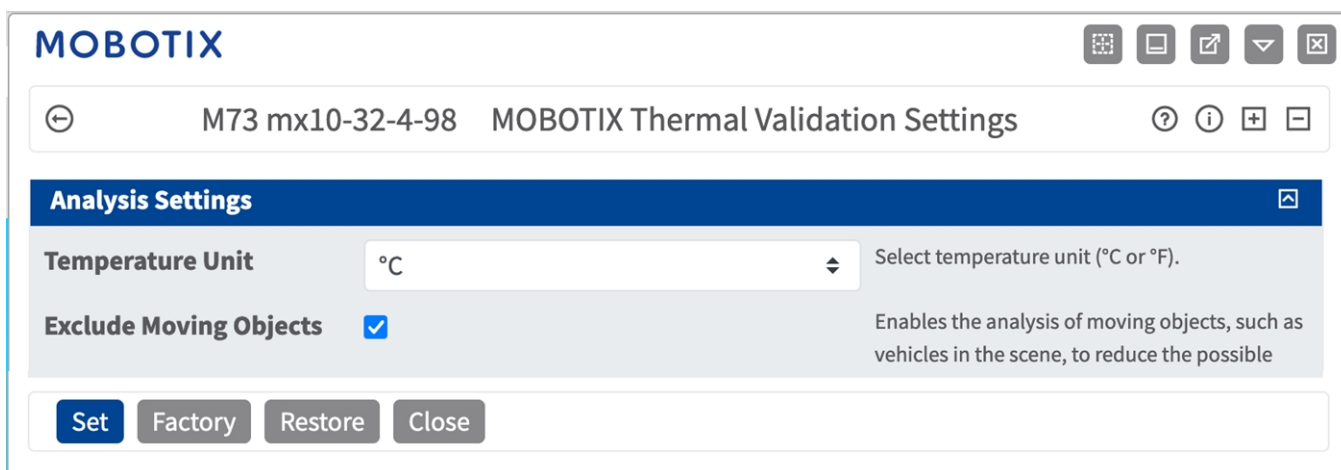 MOBOTIX
M73 mx10-32-4-98 MOBOTIX Thermal Validation Settings
Analysis Settings
Temperature Unit °C Select temperature unit (°C or °F).
Exclude Moving Objects Enables the analysis of moving objects, such as
vehicles in the scene, to reduce the possible
Set Factory Restore Close